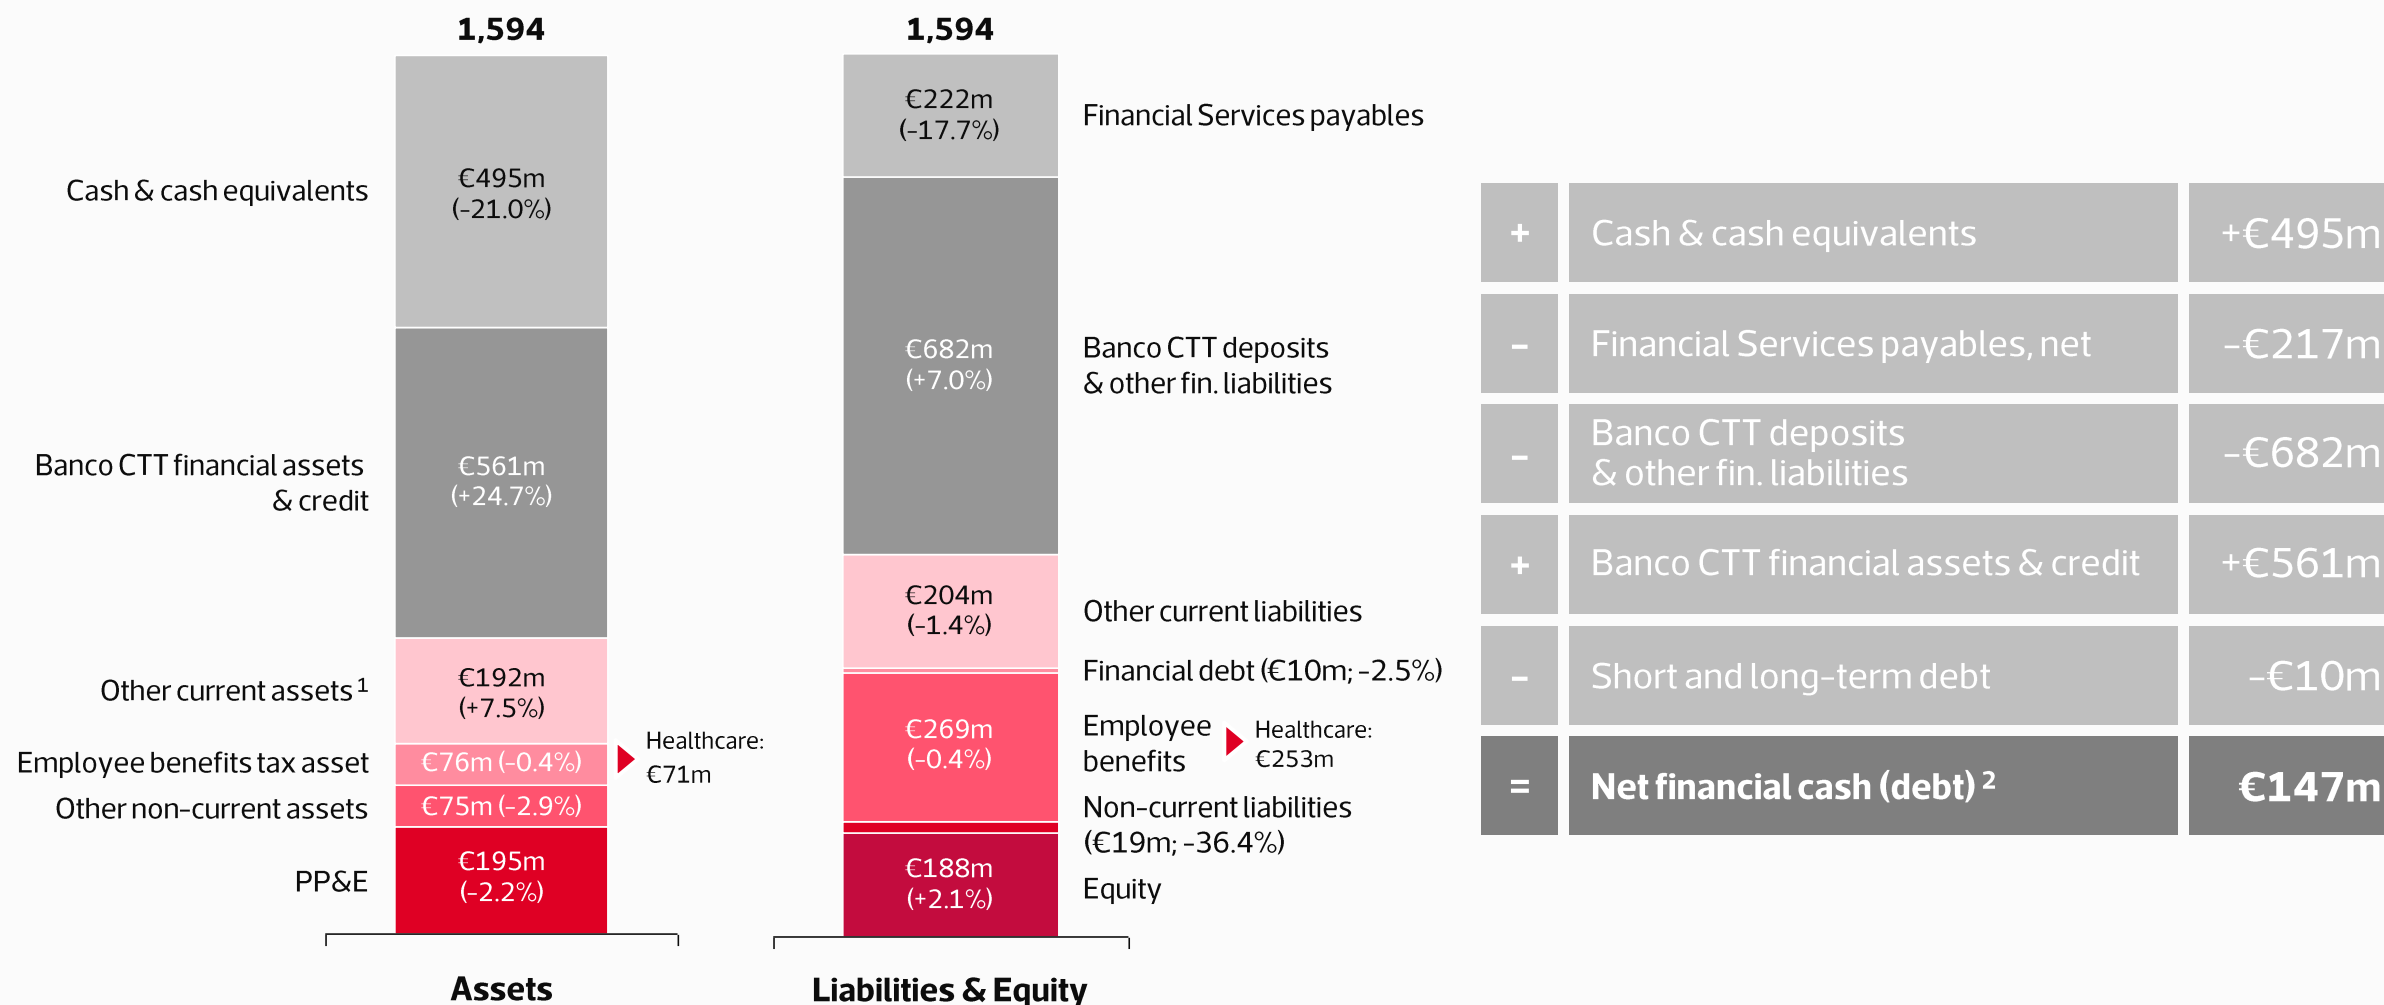 1,594
Cash & cash equivalents
€495m
(-21.0%)
Banco CTT financial assets
& credit
€561m
(+24.7%)
Other current assets 1
€192m
(+7.5%)
Employee benefits tax asset
€76m (-0.4%)
Healthcare:
€71m
Other non-current assets
€75m (-2.9%)
PP&E
€195m
(-2.2%)
Assets
1,594
€222m
(-17.7%)
Financial Services payables
€682m
(+7.0%)
Banco CTT deposits
& other fin. liabilities
€204m
(-1.4%)
Other current liabilities
Financial debt (€10m; -2.5%)
€269m
(-0.4%)
Employee
benefits
Healthcare:
€253m
Non-current liabilities
(€19m; -36.4%)
€188m
(+2.1%)
Equity
Liabilities & Equity
+ Cash & cash equivalents +€495m
– Financial Services payables, net –€217m
– Banco CTT deposits
& other fin. liabilities –€682m
+ Banco CTT financial assets & credit +€561m
– Short and long-term debt –€10m
= Net financial cash (debt) 2 €147m